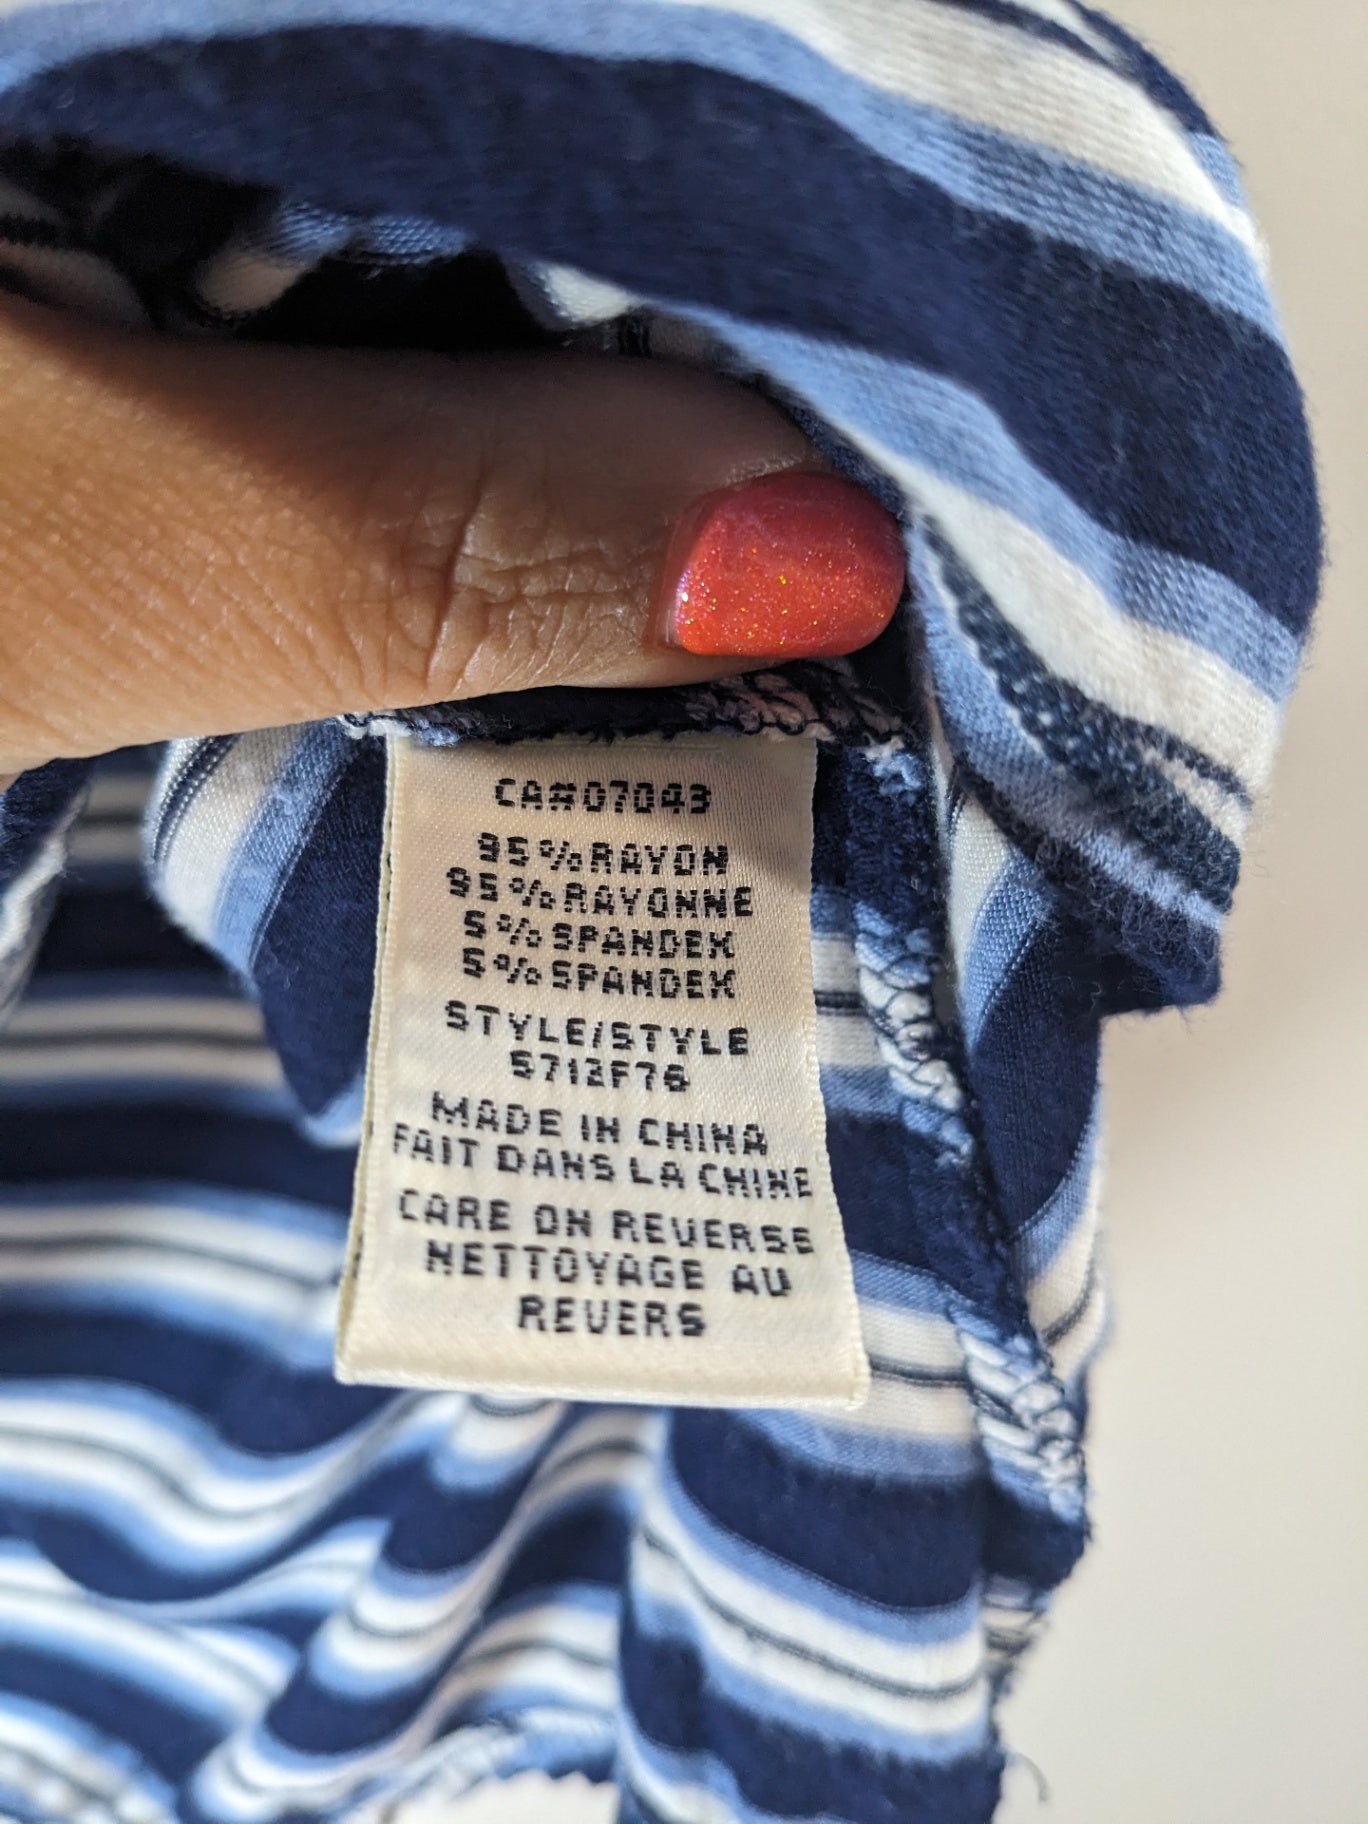 CA#07043
95%RAYON
95%RAYONNE
5%SPANDEX
5%SPANDEX
STYLE/STYLE
5712F76
MADE IN CHINA
FAIT DANS LA CHINE
CARE ON REVERSE
NETTOYAGE AU
REVERS